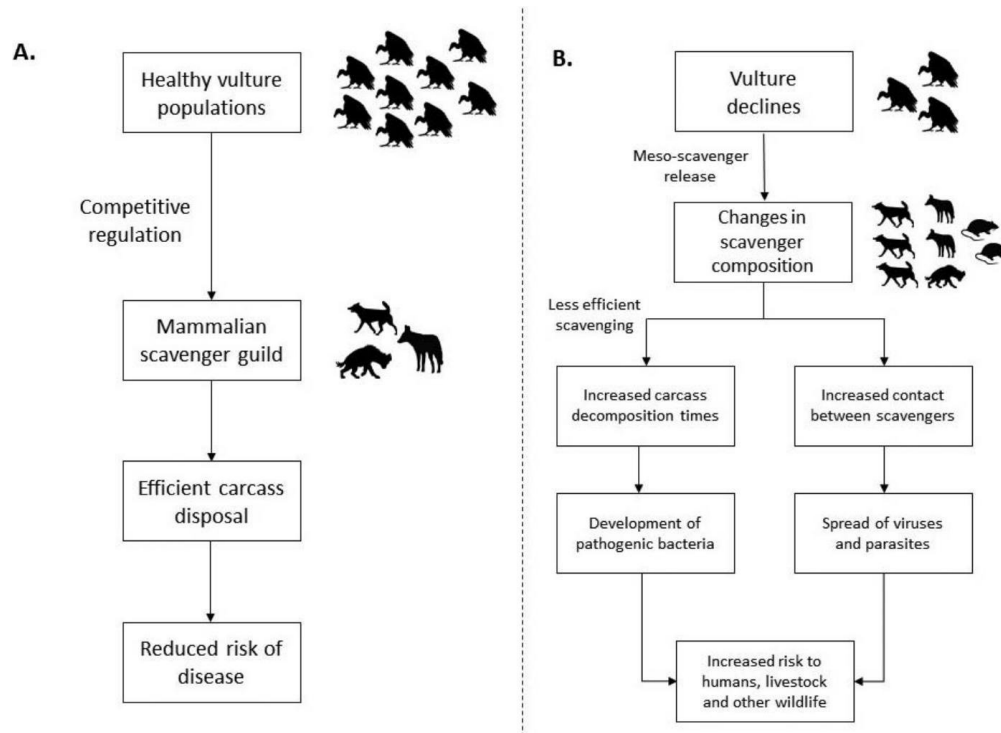 A.
Healthy vulture
populations
Competitive
regulation
Mammalian
scavenger guild
Efficient carcass
disposal
Reduced risk of
disease
B.
Vulture
declines
Meso-scavenger
release
Changes in
scavenger
composition
Less efficient
scavenging
Increased carcass
decomposition times
Increased contact
between scavengers
Development of
pathogenic bacteria
Spread of viruses
and parasites
Increased risk to
humans, livestock
and other wildlife